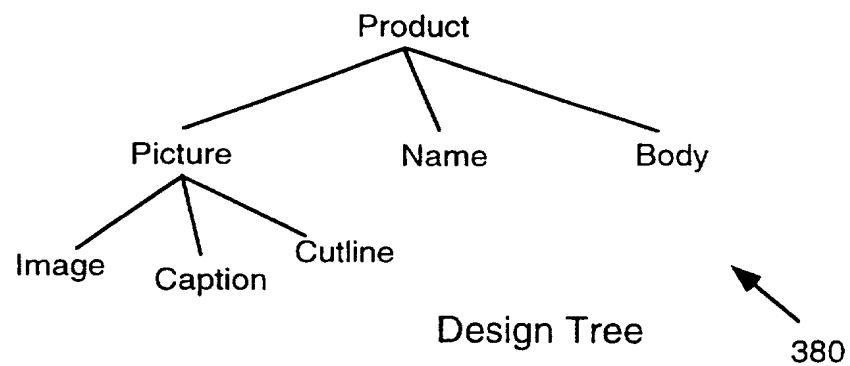 Product
Picture
Name
Body
Image
Caption
Cutline
Design Tree
380